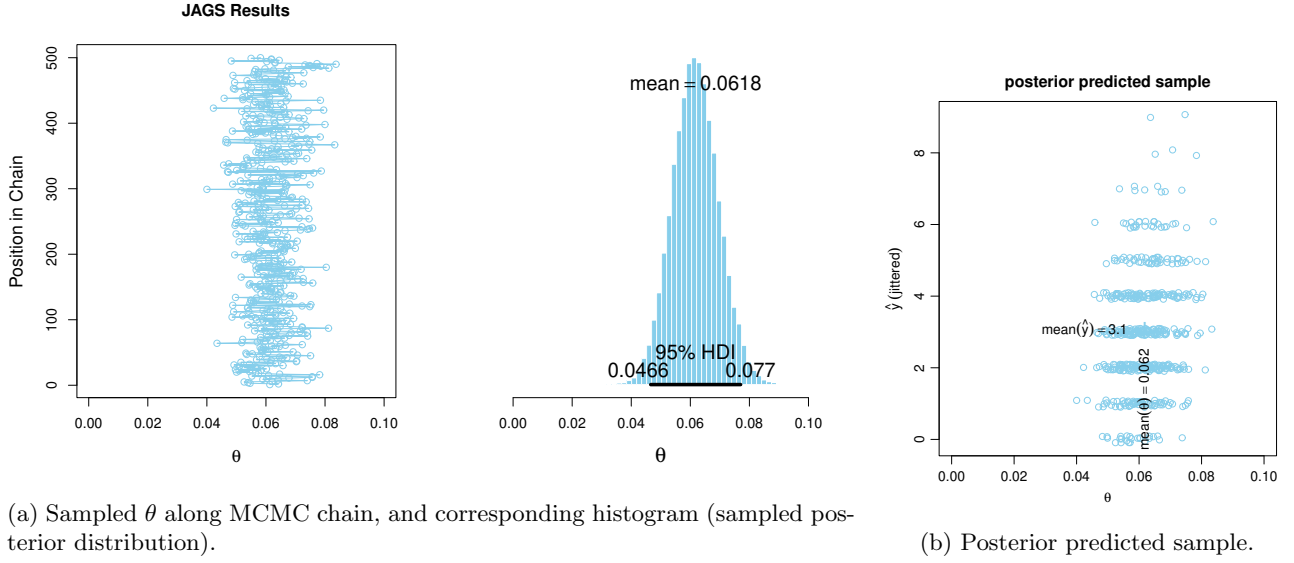 JAGS Results
Position in Chain
500
400
300
200
100
0
0.00 0.02 0.04 0.06 0.08 0.10
θ
mean = 0.0618
95% HDI
0.0466 0.077
0.00 0.02 0.04 0.06 0.08 0.10
θ
(a) Sampled θ along MCMC chain, and corresponding histogram (sampled pos-
terior distribution).
posterior predicted sample
ŷ (jittered)
8
6
4
2
0
mean(ŷ) = 3.1
mean(θ) = 0.062
0.00 0.02 0.04 0.06 0.08 0.10
θ
(b) Posterior predicted sample.